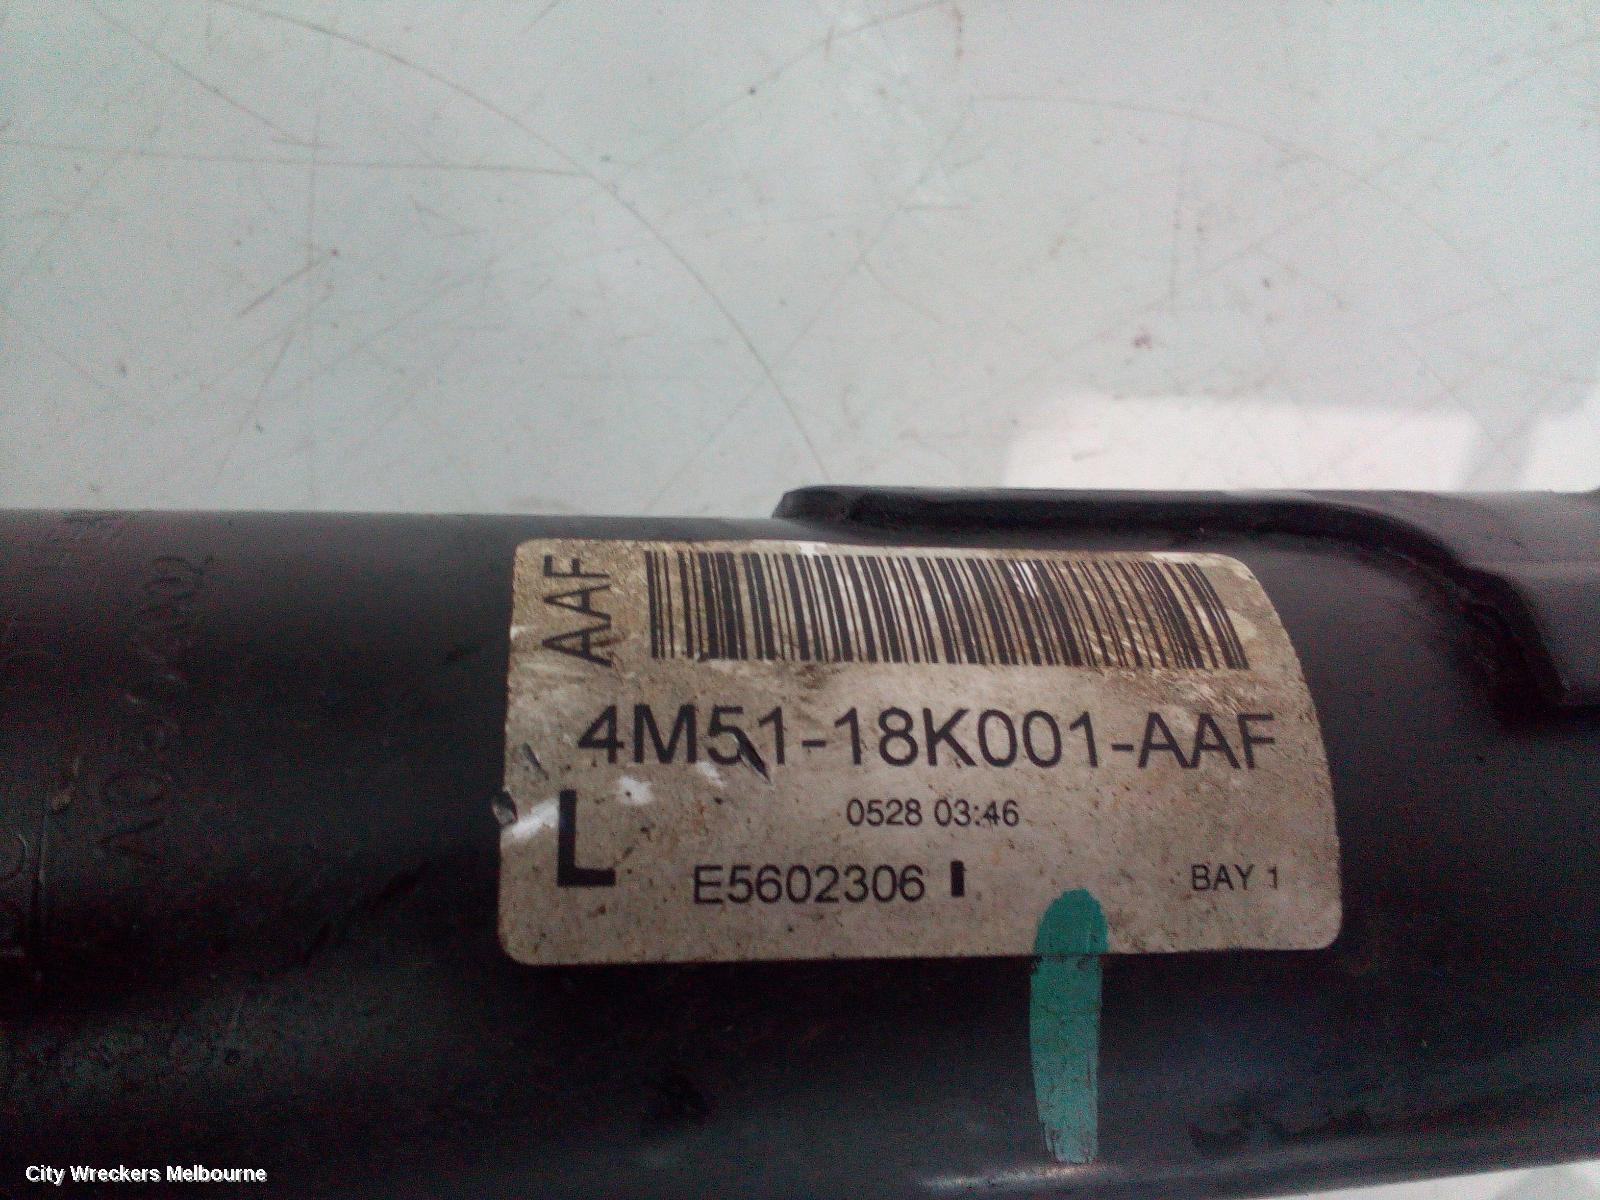 AAF
4M51-18K001-AAF
0528 03:46
L
E5602306
BAY 1
City Wreckers Melbourne